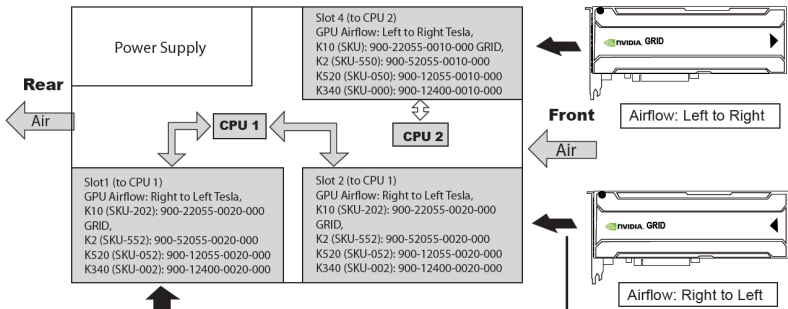 Power Supply
Slot 4 (to CPU 2)
GPU Airflow: Left to Right Tesla,
K10 (SKU): 900-22055-0010-000 GRID,
K2 (SKU-550): 900-52055-0010-000
K520 (SKU-050): 900-12055-0010-000
K340 (SKU-000): 900-12400-0010-000
NVIDIA. GRID
Airflow: Left to Right
Rear
Air
CPU 1
CPU 2
Front
Air
Slot1 (to CPU 1)
GPU Airflow: Right to Left Tesla,
K10 (SKU-202): 900-22055-0020-000
GRID,
K2 (SKU-552): 900-52055-0020-000
K520 (SKU-052): 900-12055-0020-000
K340 (SKU-002): 900-12400-0020-000
Slot 2 (to CPU 1)
GPU Airflow: Right to Left Tesla,
K10 (SKU-202): 900-22055-0020-000
GRID,
K2 (SKU-552): 900-52055-0020-000
K520 (SKU-052): 900-12055-0020-000
K340 (SKU-002): 900-12400-0020-000
NVIDIA. GRID
Airflow: Right to Left